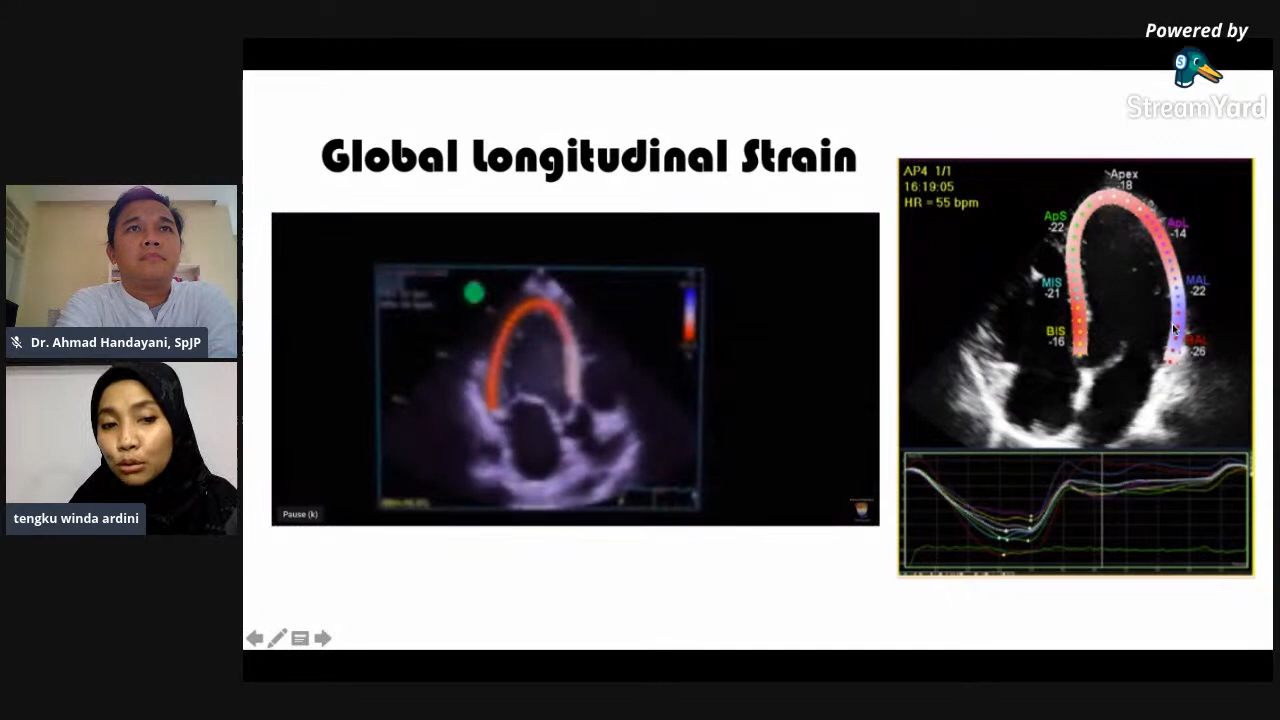 Powered by
StreamYard
Global Longitudinal Strain
AP4 1/1
16:19:05
HR = 55 bpm
Apex
-18
ApS
-22
ApL
-14
MIS
-21
MAL
-22
BIS
-16
BAL
-26
Pause (k)
Dr. Ahmad Handayani, SpJP
tengku winda ardini